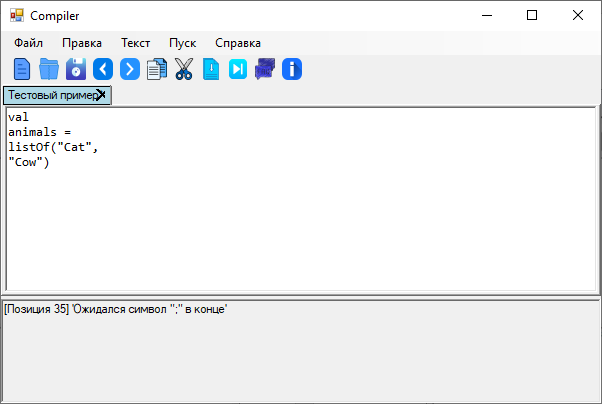 Compiler
Файл Правка Текст Пуск Справка
Тестовый пример
val
animals =
listOf("Cat",
"Cow")
[Позиция 35] 'Ожидался символ ";" в конце'